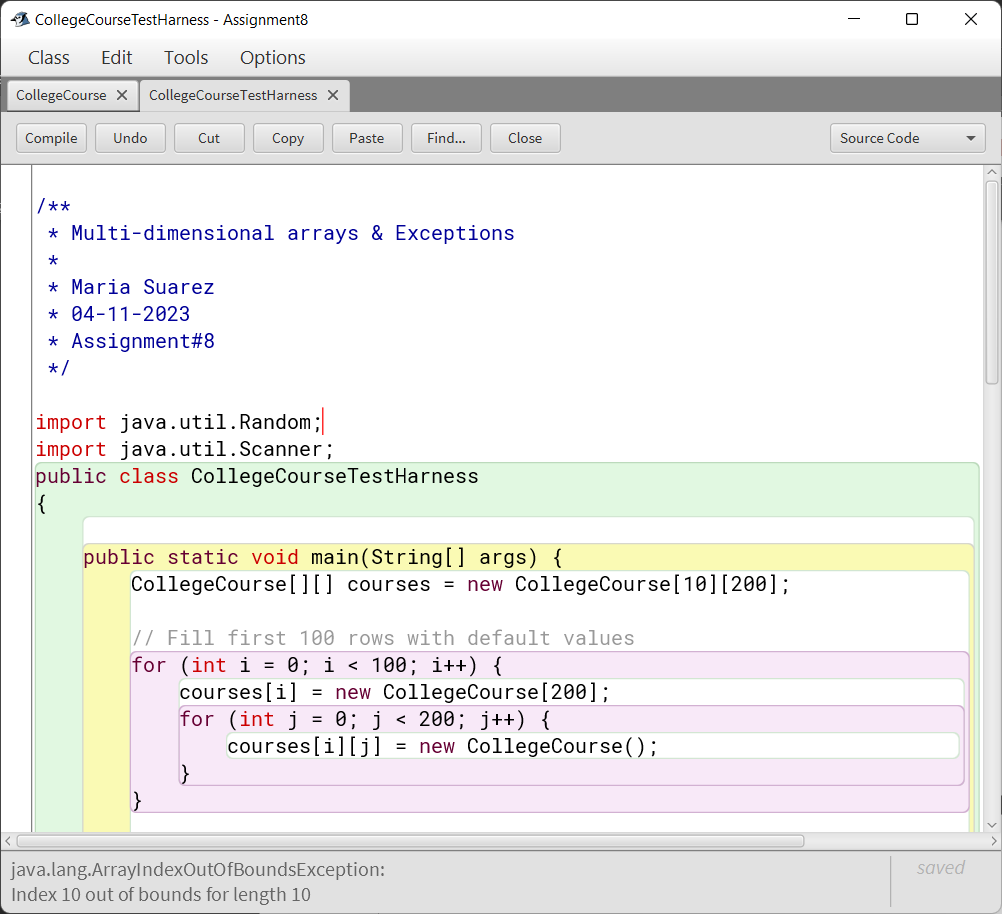 CollegeCourseTestHarness - Assignment8
Class Edit Tools Options
CollegeCourse CollegeCourseTestHarness
Compile Undo Cut Copy Paste Find... Close Source Code
/**
 * Multi-dimensional arrays & Exceptions
 *
 * Maria Suarez
 * 04-11-2023
 * Assignment#8
 */
import java.util.Random;
import java.util.Scanner;
public class CollegeCourseTestHarness
{
    public static void main(String[] args) {
        CollegeCourse[][] courses = new CollegeCourse[10][200];
        // Fill first 100 rows with default values
        for (int i = 0; i < 100; i++) {
            courses[i] = new CollegeCourse[200];
            for (int j = 0; j < 200; j++) {
                courses[i][j] = new CollegeCourse();
            }
        }
java.lang.ArrayIndexOutOfBoundsException:
Index 10 out of bounds for length 10
saved